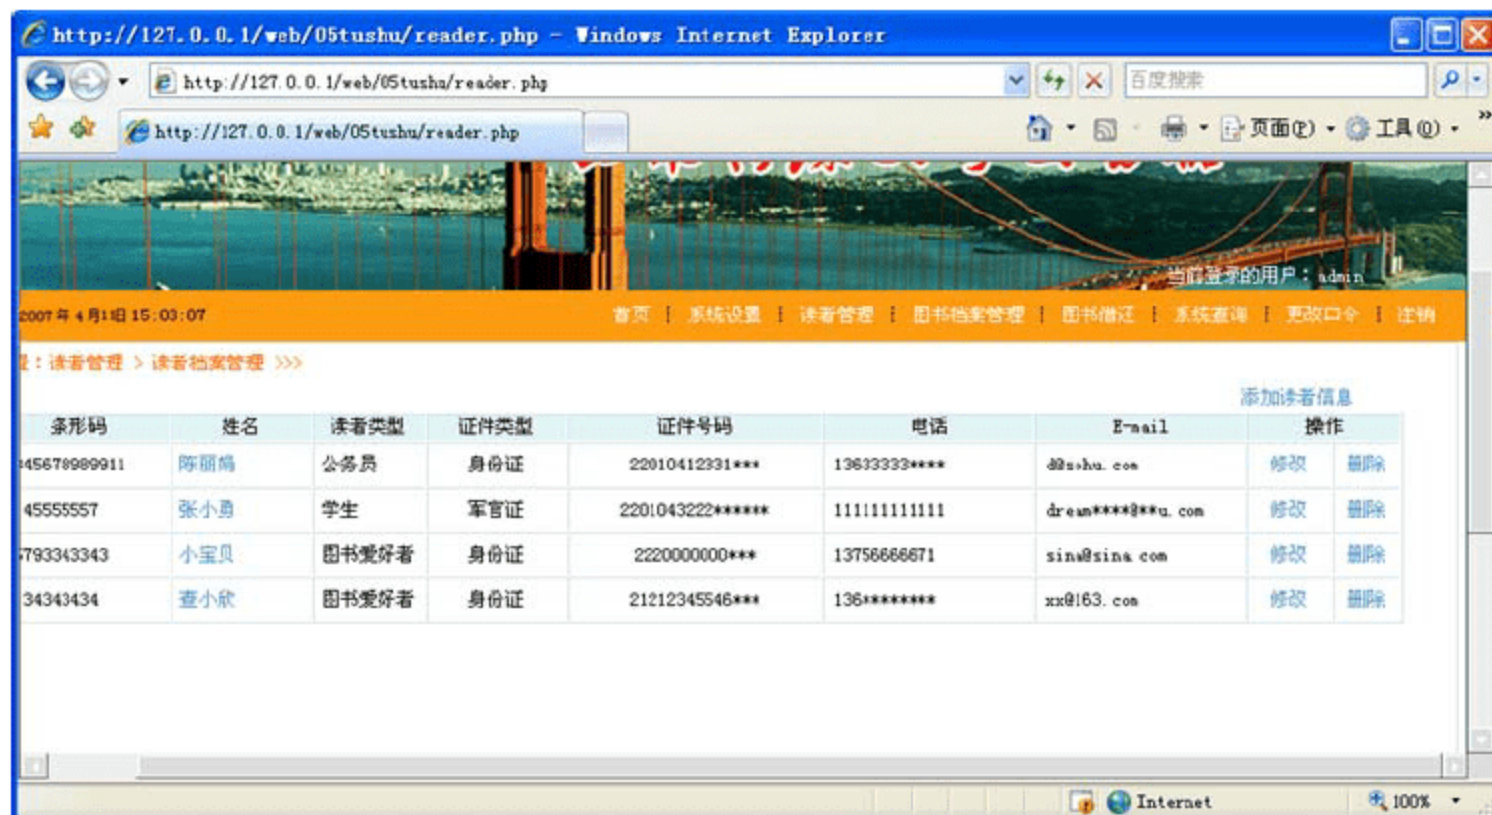 http://127.0.0.1/web/05tushu/reader.php - Windows Internet Explorer
http://127.0.0.1/web/05tushu/reader.php 百度搜索
http://127.0.0.1/web/05tushu/reader.php 页面(P) 工具(O) »
当前登录的用户：admin
2007年4月11日 15:03:07 首页 | 系统设置 | 读者管理 | 图书档案管理 | 图书借还 | 系统查询 | 更改口令 | 注销
：读者管理 > 读者档案管理 >>>
添加读者信息
条形码 姓名 读者类型 证件类型 证件号码 电话 E-mail 操作
45678989911 陈丽娟 公务员 身份证 22010412331*** 13633333**** d@sohu.com 修改 删除
45555557 张小勇 学生 军官证 2201043222****** 111111111111 dream****@**u.com 修改 删除
793343343 小宝贝 图书爱好者 身份证 2220000000*** 13756666671 sina@sina.com 修改 删除
34343434 查小欣 图书爱好者 身份证 21212345546*** 136******** xx@163.com 修改 删除
Internet 100%